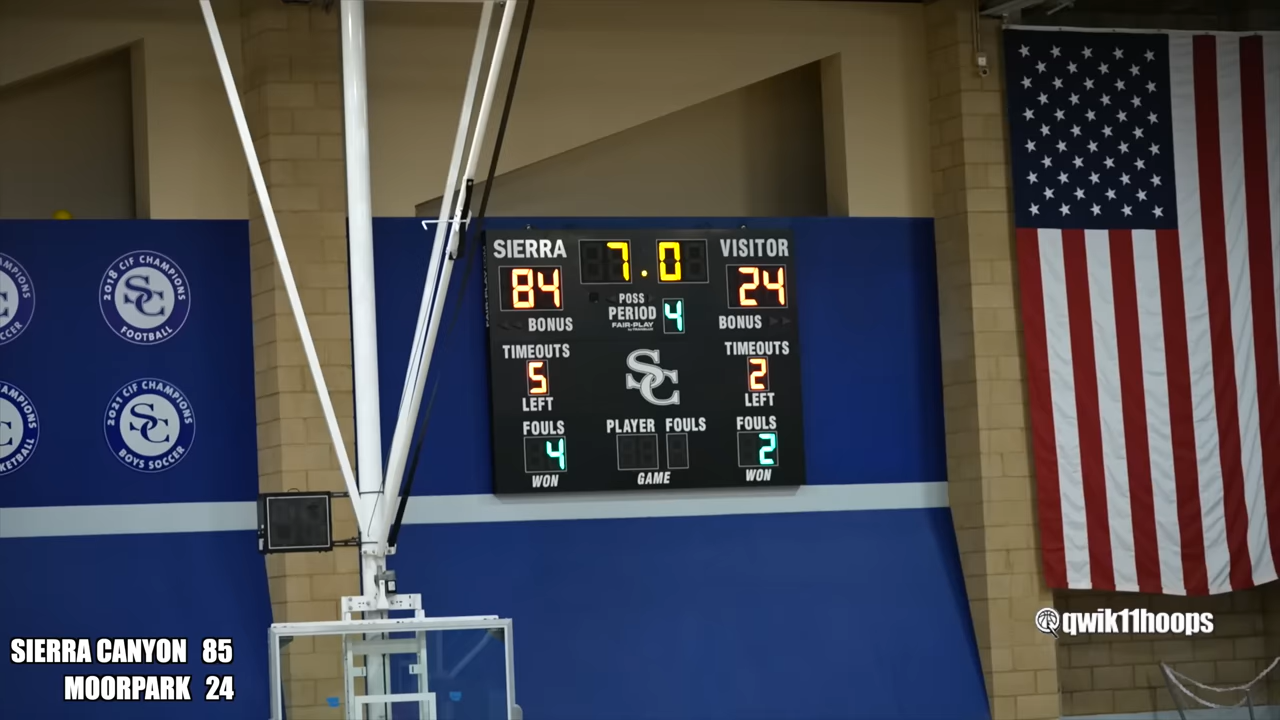 SIERRA
7.0
VISITOR
84
24
POSS
PERIOD 4
FAIR-PLAY
BONUS
BONUS
TIMEOUTS
5
LEFT
TIMEOUTS
2
LEFT
SC
FOULS
4
WON
PLAYER FOULS
GAME
FOULS
2
WON
2018 CIF CHAMPIONS
SC
FOOTBALL
2021 CIF CHAMPIONS
SC
BOYS SOCCER
SIERRA CANYON 85
MOORPARK 24
qwik11hoops